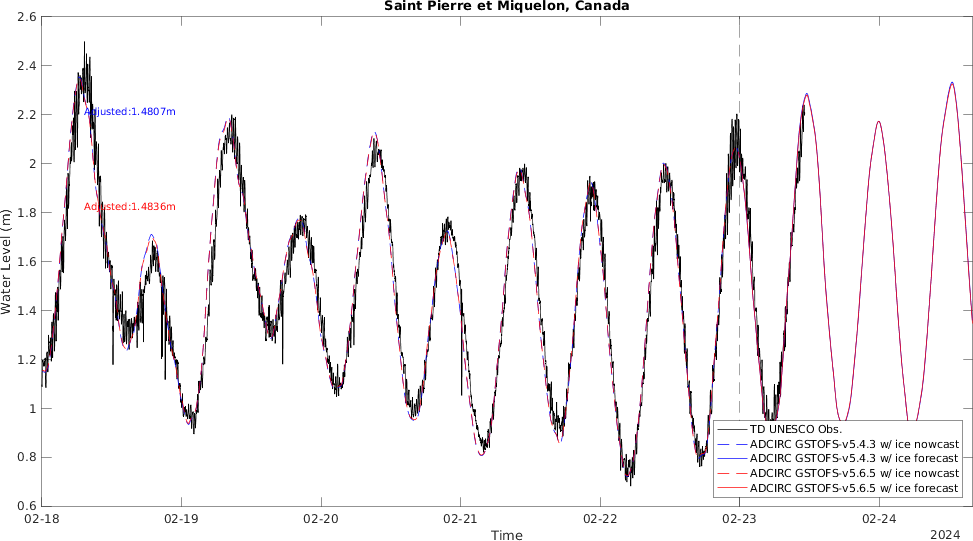 Saint Pierre et Miquelon, Canada
2.6
2.4
2.2
2
1.8
1.6
1.4
1.2
1
0.8
0.6
Water Level (m)
Adjusted:1.4807m
Adjusted:1.4836m
TD UNESCO Obs.
ADCIRC GSTOFS-v5.4.3 w/ ice nowcast
ADCIRC GSTOFS-v5.4.3 w/ ice forecast
ADCIRC GSTOFS-v5.6.5 w/ ice nowcast
ADCIRC GSTOFS-v5.6.5 w/ ice forecast
02-18 02-19 02-20 02-21 02-22 02-23 02-24
Time
2024